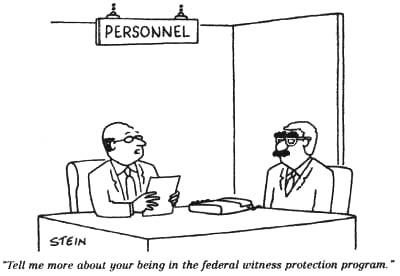 PERSONNEL
STEIN
"Tell me more about your being in the federal witness protection program."